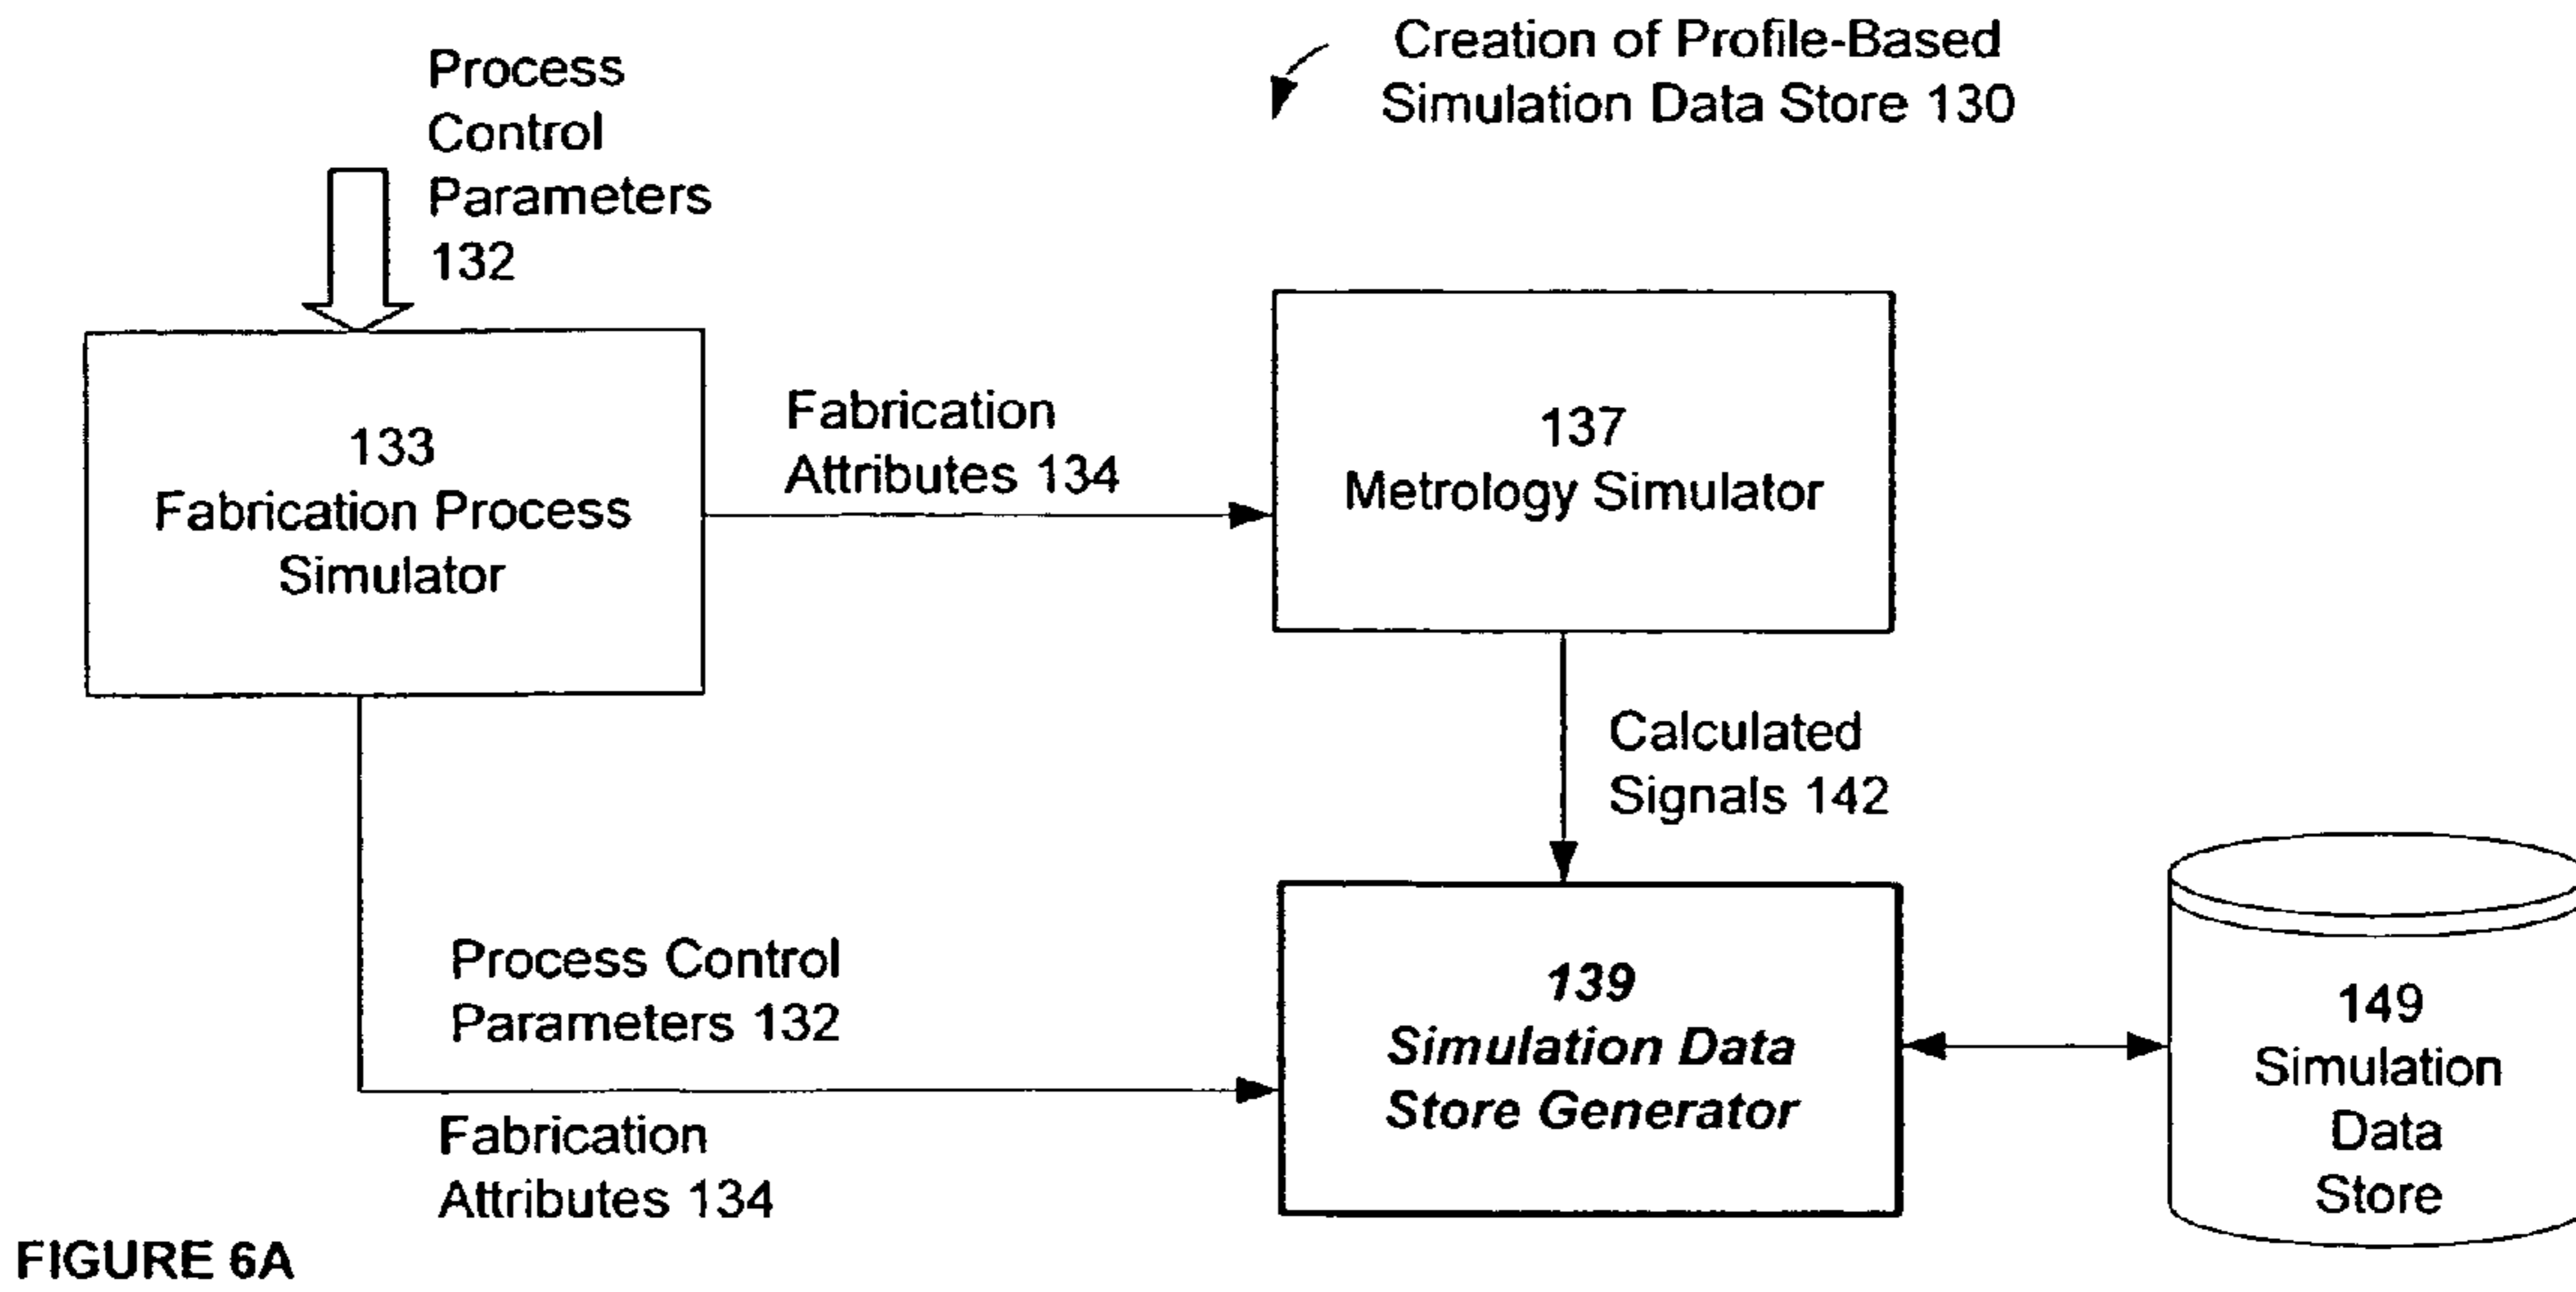 Creation of Profile-Based
Simulation Data Store 130
Process
Control
Parameters
132
133
Fabrication Process
Simulator
Fabrication
Attributes 134
137
Metrology Simulator
Calculated
Signals 142
Process Control
Parameters 132
Fabrication
Attributes 134
139
Simulation Data
Store Generator
149
Simulation
Data
Store
FIGURE 6A